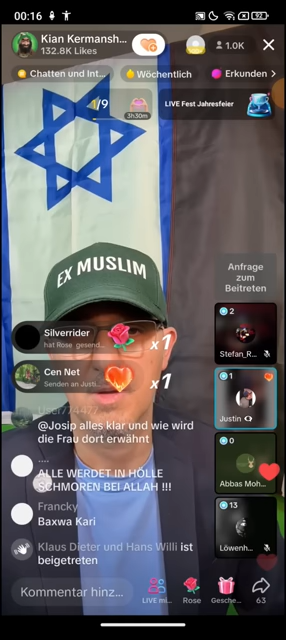 00:16
92
Kian Kermansh...
132.8K Likes
1.0K
Chatten und Int...
Wöchentlich
Erkunden >
/9
3h30m
LIVE Fest Jahresfeier
EX MUSLIM
Anfrage
zum
Beitreten
2
Stefan_R...
1
Justin
0
Abbas Moh...
13
Löwenh...
Silverrider
hat Rose gesend...
x1
Cen Net
Senden an Justi...
x1
@Josip alles klar und wie wird
die Frau dort erwähnt
....
ALLE WERDET IN HÖLLE
SCHMOREN BEI ALLAH !!!
Francky
Baxwa Kari
Klaus Dieter und Hans Willi ist
beigetreten
Kommentar hinz...
LIVE mi...
Rose
Gesche...
63